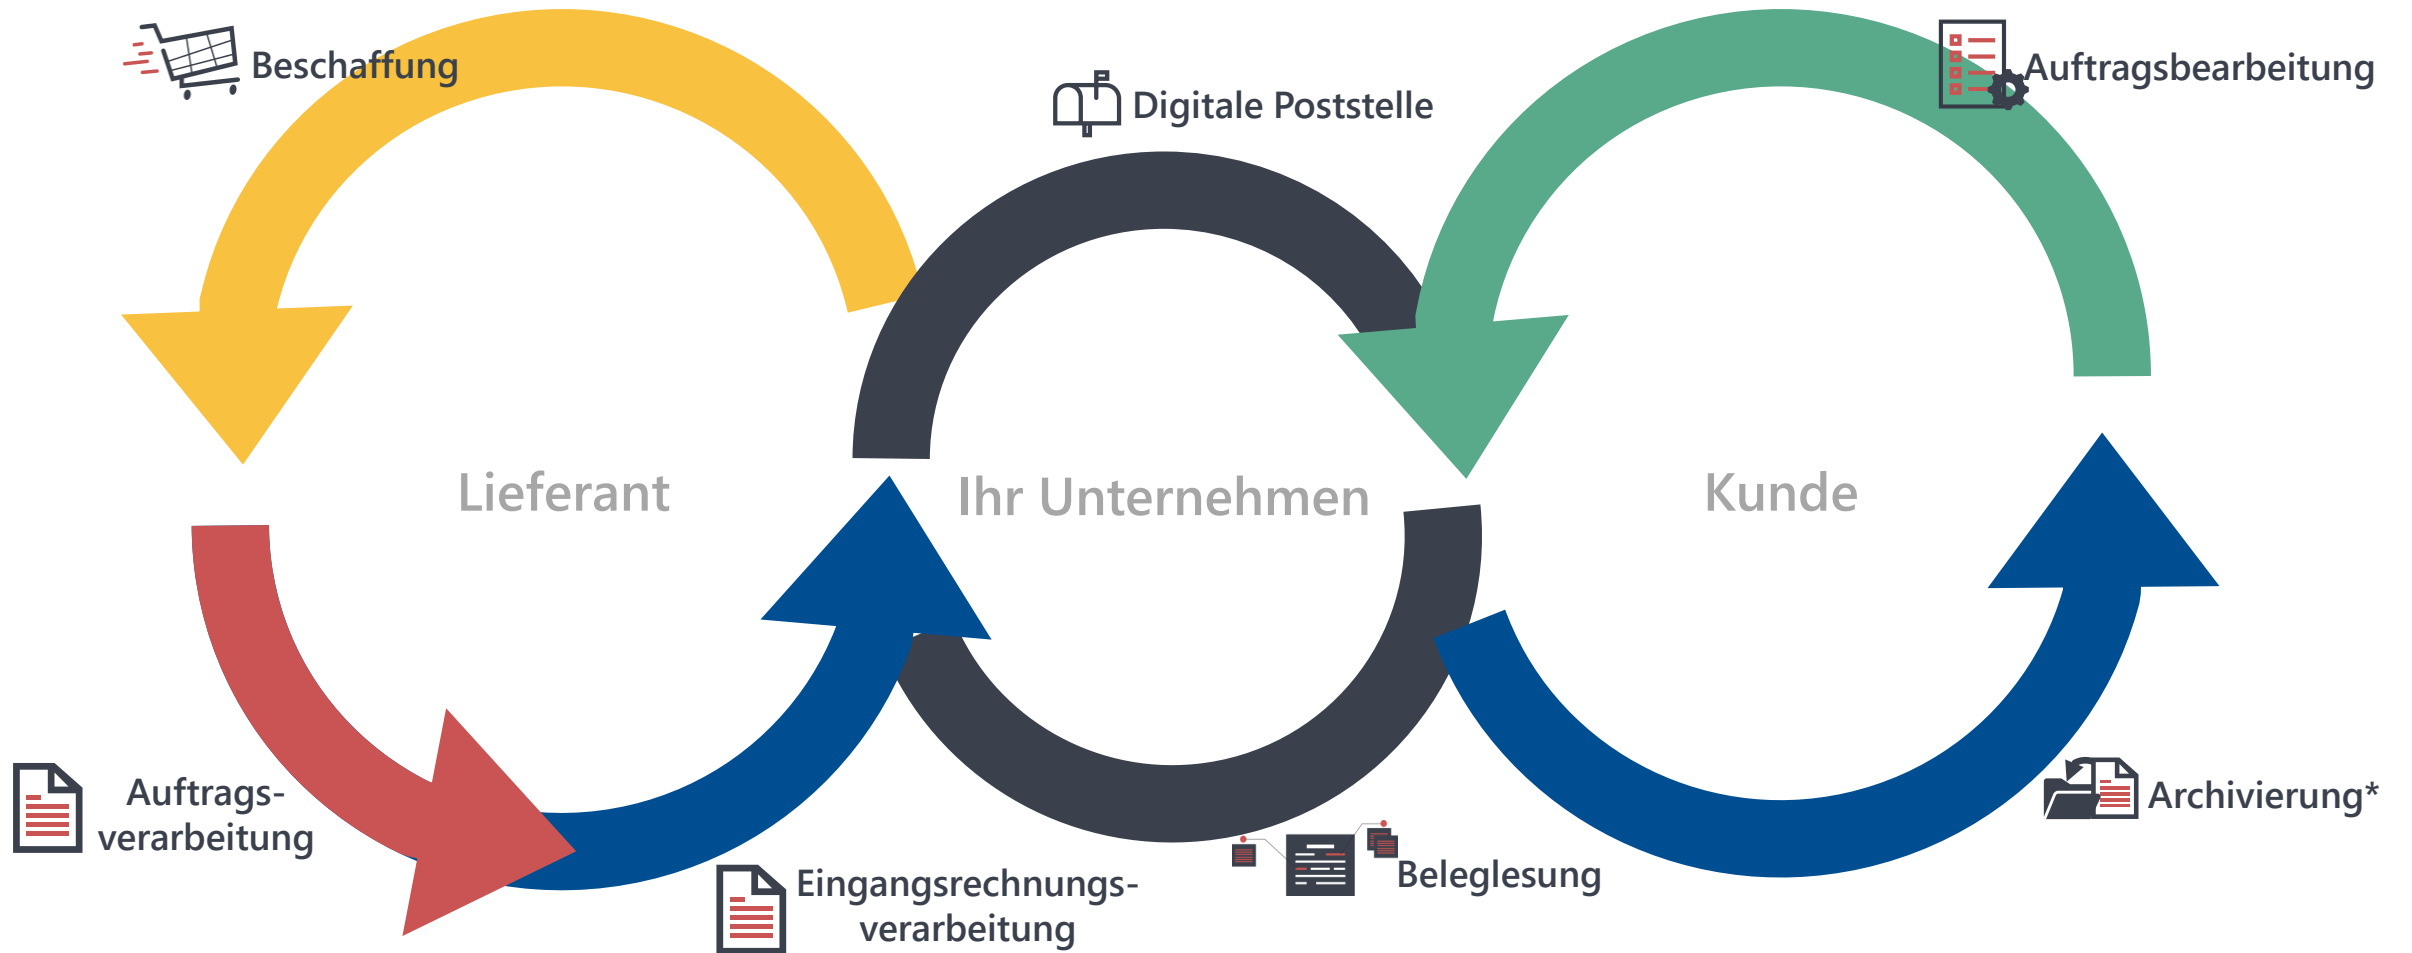 Beschaffung
Digitale Poststelle
Auftragsbearbeitung
Lieferant
Ihr Unternehmen
Kunde
Auftrags-
verarbeitung
Eingangsrechnungs-
verarbeitung
Beleglesung
Archivierung*